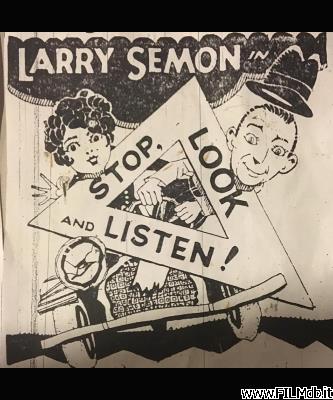 LARRY SEMON IN
STOP,
LOOK
AND LISTEN!
www.FILMdb.it